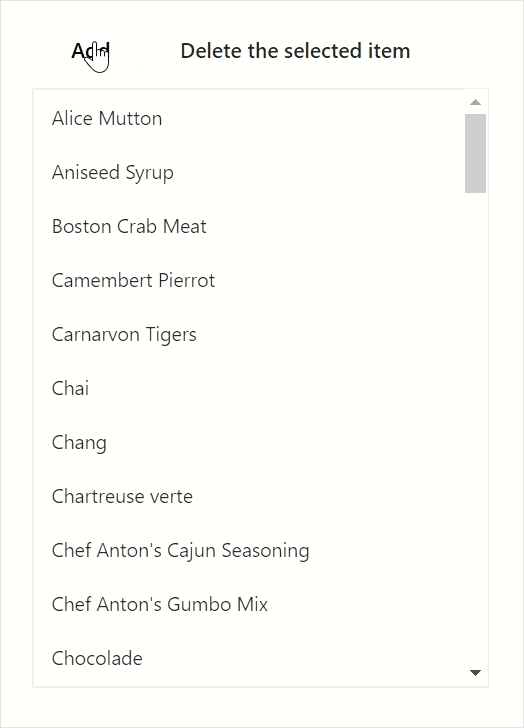 Add Delete the selected item
Alice Mutton
Aniseed Syrup
Boston Crab Meat
Camembert Pierrot
Carnarvon Tigers
Chai
Chang
Chartreuse verte
Chef Anton's Cajun Seasoning
Chef Anton's Gumbo Mix
Chocolade